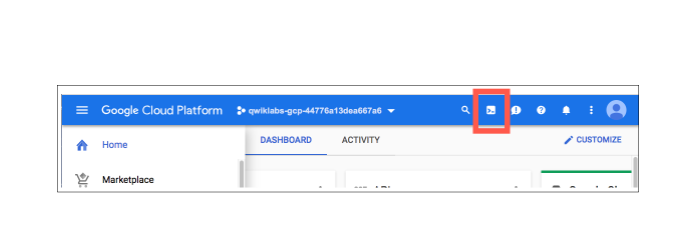 Google Cloud Platform qwiklabs-gcp-44776a13dea667a6
Home DASHBOARD ACTIVITY CUSTOMIZE
Marketplace